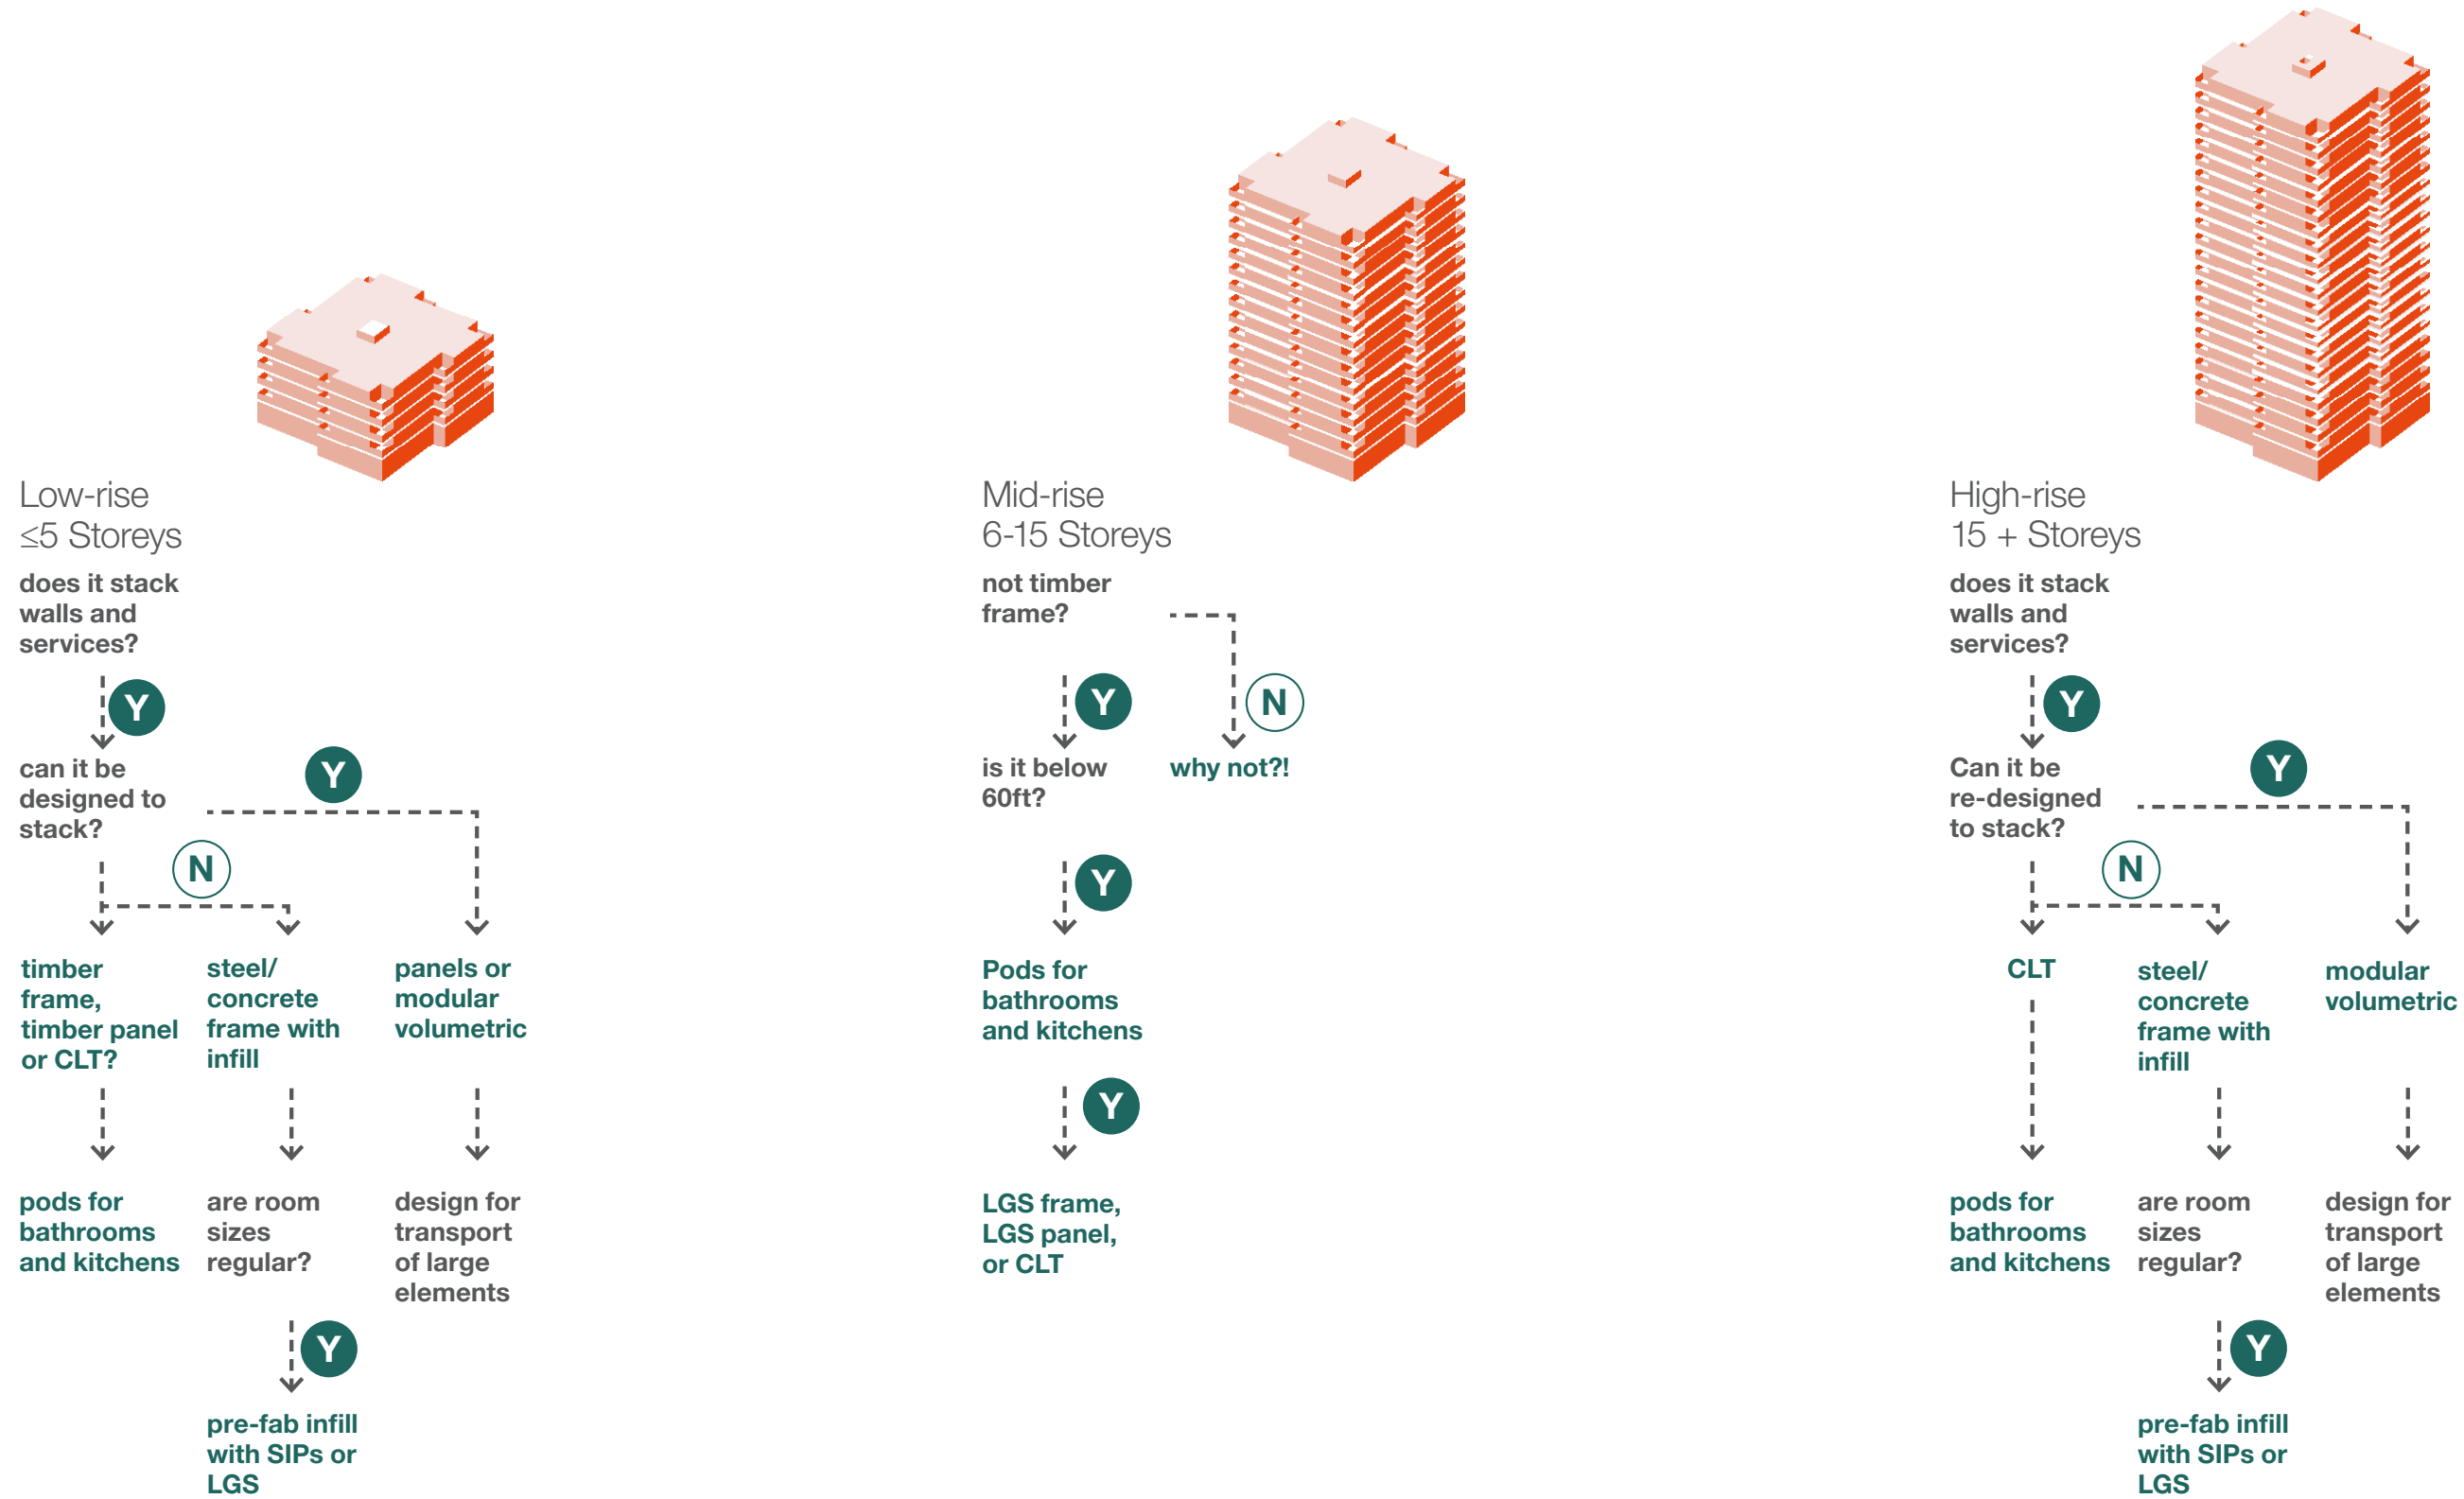 Low-rise
≤5 Storeys
does it stack
walls and
services?
Y
can it be
designed to
stack?
Y
N
timber
frame,
timber panel
or CLT?
steel/
concrete
frame with
infill
panels or
modular
volumetric
pods for
bathrooms
and kitchens
are room
sizes
regular?
design for
transport
of large
elements
Y
pre-fab infill
with SIPs or
LGS
Mid-rise
6-15 Storeys
not timber
frame?
Y
N
is it below
60ft?
why not?!
Y
Pods for
bathrooms
and kitchens
Y
LGS frame,
LGS panel,
or CLT
High-rise
15 + Storeys
does it stack
walls and
services?
Y
Can it be
re-designed
to stack?
Y
N
CLT
steel/
concrete
frame with
infill
modular
volumetric
pods for
bathrooms
and kitchens
are room
sizes
regular?
design for
transport
of large
elements
Y
pre-fab infill
with SIPs or
LGS